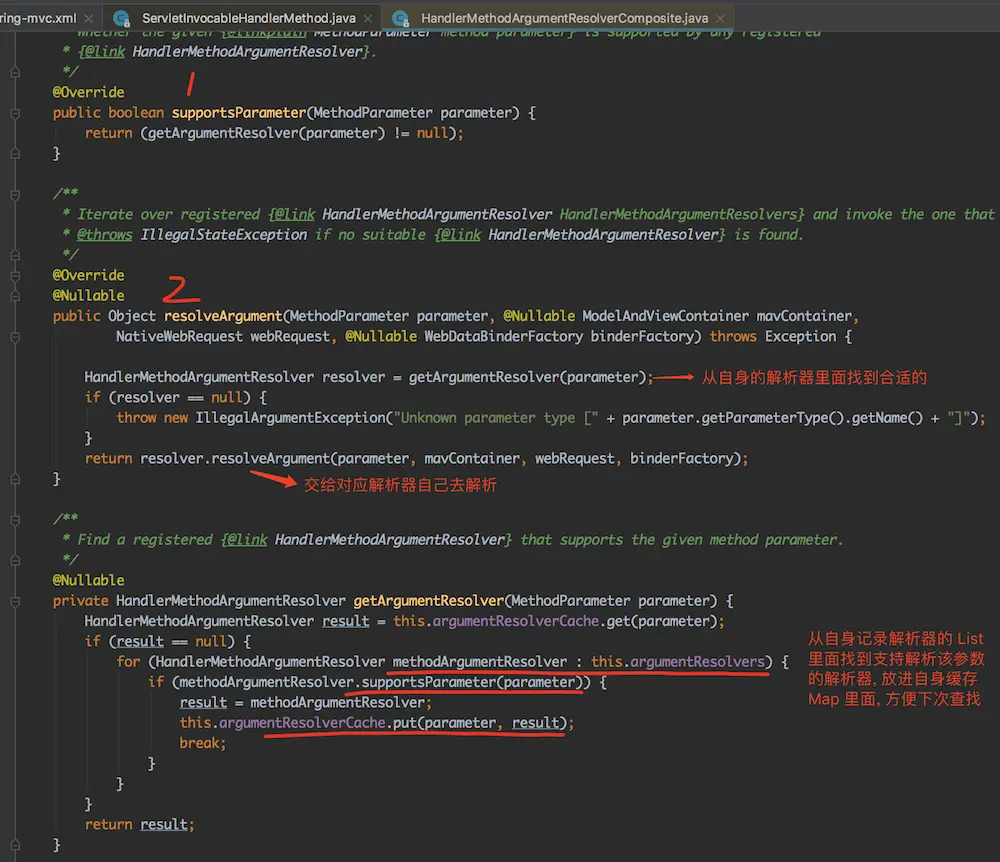 ring-mvc.xml × ServletInvocableHandlerMethod.java × HandlerMethodArgumentResolverComposite.java ×
* Whether the given {@linkplain MethodParameter method parameter} is supported by any registered
* {@link HandlerMethodArgumentResolver}.
*/
1
@Override
public boolean supportsParameter(MethodParameter parameter) {
return (getArgumentResolver(parameter) != null);
}
/**
* Iterate over registered {@link HandlerMethodArgumentResolver HandlerMethodArgumentResolvers} and invoke the one that
* @throws IllegalStateException if no suitable {@link HandlerMethodArgumentResolver} is found.
*/
@Override
@Nullable
2
public Object resolveArgument(MethodParameter parameter, @Nullable ModelAndViewContainer mavContainer,
NativeWebRequest webRequest, @Nullable WebDataBinderFactory binderFactory) throws Exception {
HandlerMethodArgumentResolver resolver = getArgumentResolver(parameter); 从自身的解析器里面找到合适的
if (resolver == null) {
throw new IllegalArgumentException("Unknown parameter type [" + parameter.getParameterType().getName() + "]");
}
return resolver.resolveArgument(parameter, mavContainer, webRequest, binderFactory);
}
交给对应解析器自己去解析
/**
* Find a registered {@link HandlerMethodArgumentResolver} that supports the given method parameter.
*/
@Nullable
private HandlerMethodArgumentResolver getArgumentResolver(MethodParameter parameter) {
HandlerMethodArgumentResolver result = this.argumentResolverCache.get(parameter);
if (result == null) {
for (HandlerMethodArgumentResolver methodArgumentResolver : this.argumentResolvers) {
if (methodArgumentResolver.supportsParameter(parameter)) {
result = methodArgumentResolver;
this.argumentResolverCache.put(parameter, result);
break;
}
}
}
return result;
}
从自身记录解析器的 List
里面找到支持解析该参数
的解析器, 放进自身缓存
Map 里面, 方便下次查找